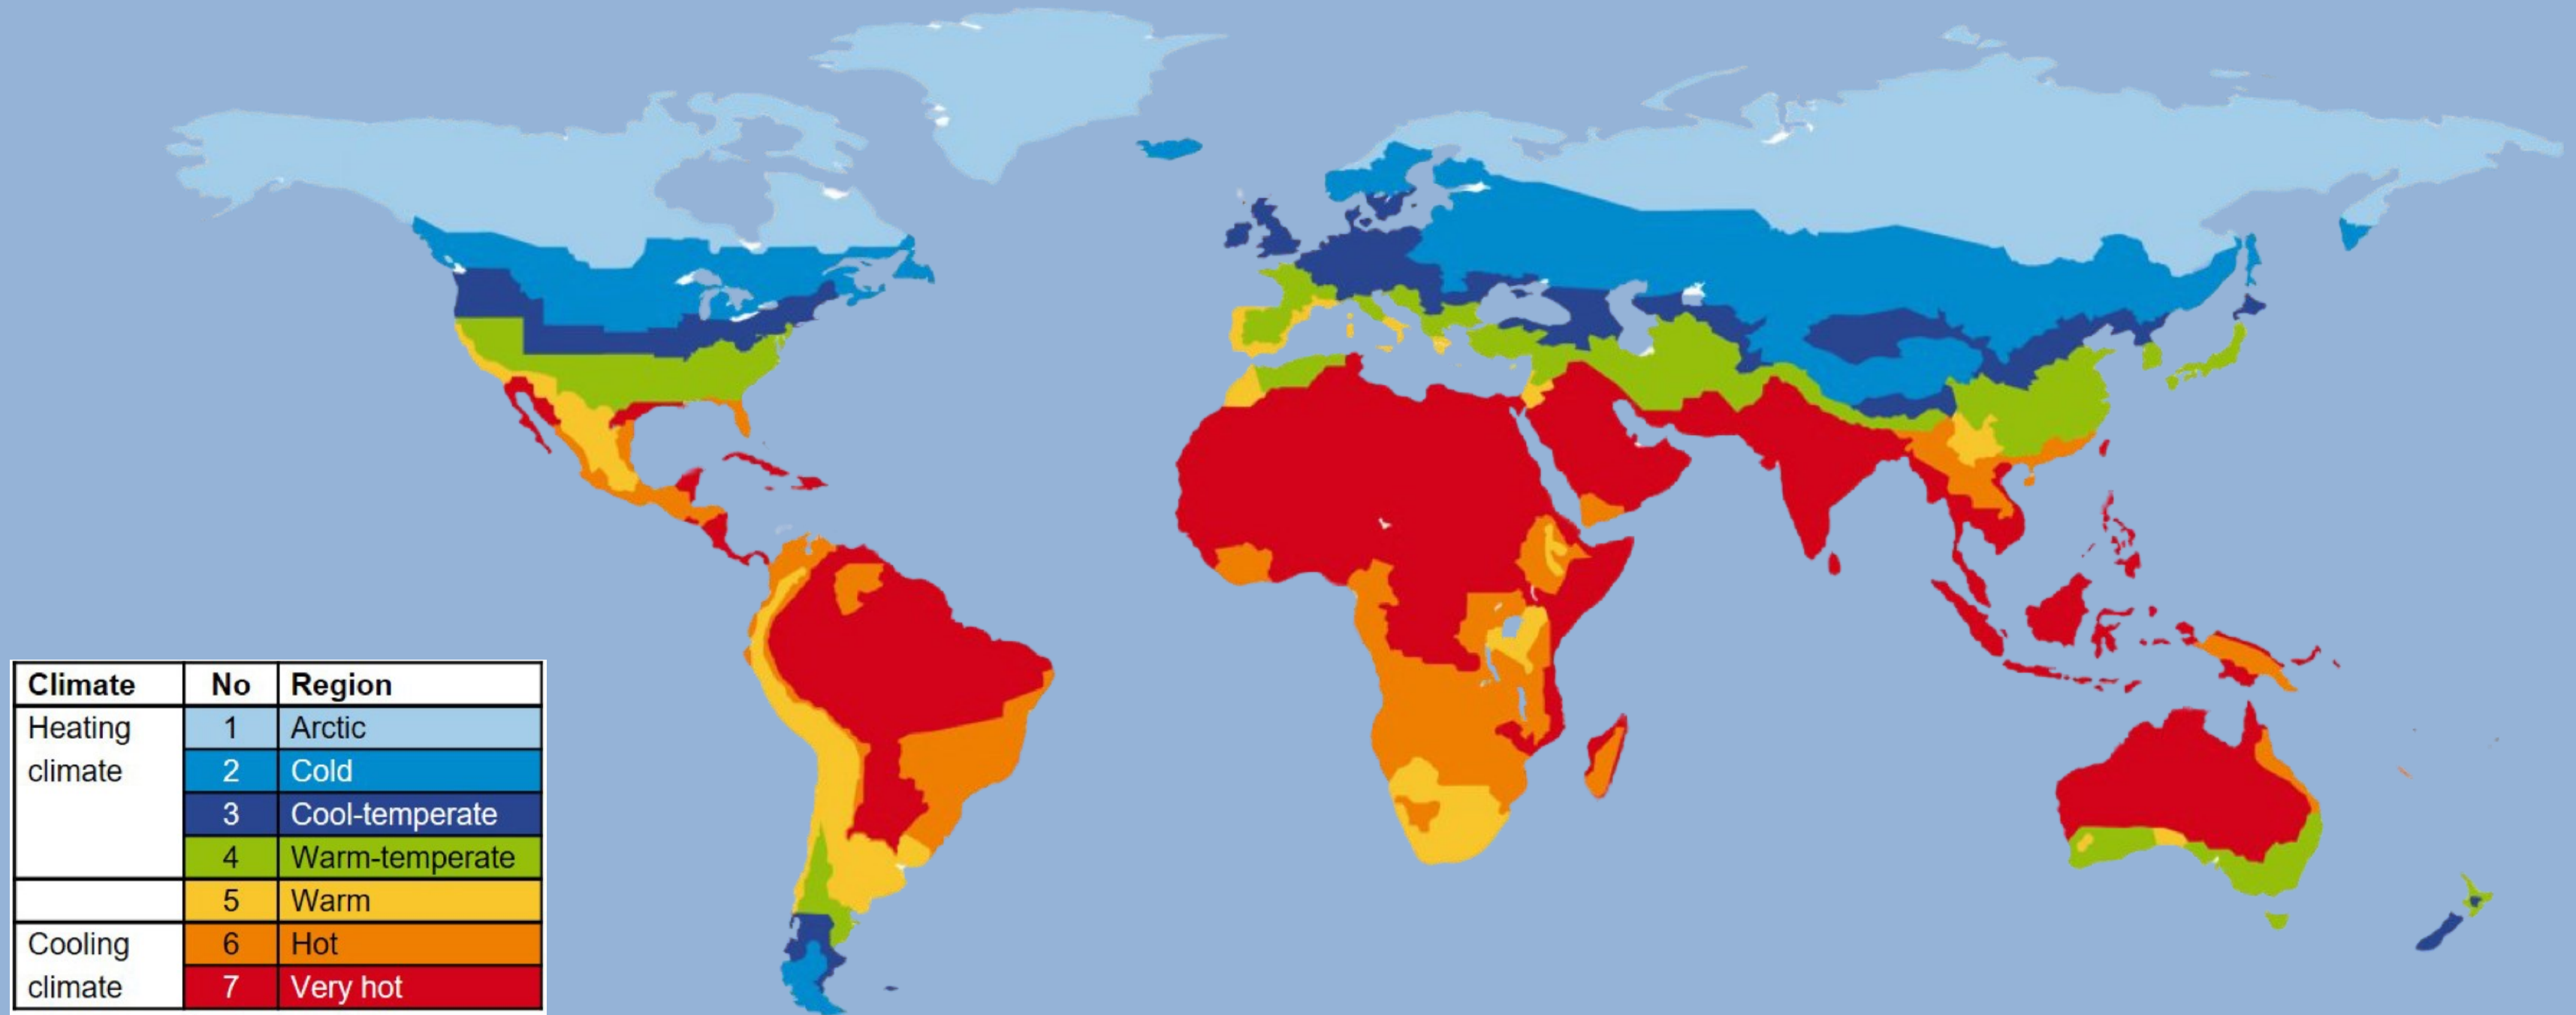 Climate No Region
Heating climate 1 Arctic
2 Cold
3 Cool-temperate
4 Warm-temperate
5 Warm
Cooling climate 6 Hot
7 Very hot